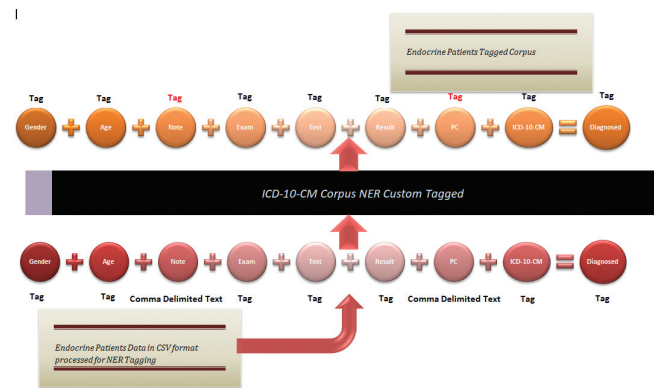 Endocrine Patients Tagged Corpus
Tag Tag Tag Tag Tag Tag Tag Tag Tag
Gender Age Note Exam Test Result PC ICD-10-CM Diagnosed
ICD-10-CM Corpus NER Custom Tagged
Gender Age Note Exam Test Result PC ICD-10-CM Diagnosed
Tag Tag Comma Delimited Text Tag Tag Tag Comma Delimited Text Tag Tag
Endocrine Patients Data in CSV format
processed for NER Tagging